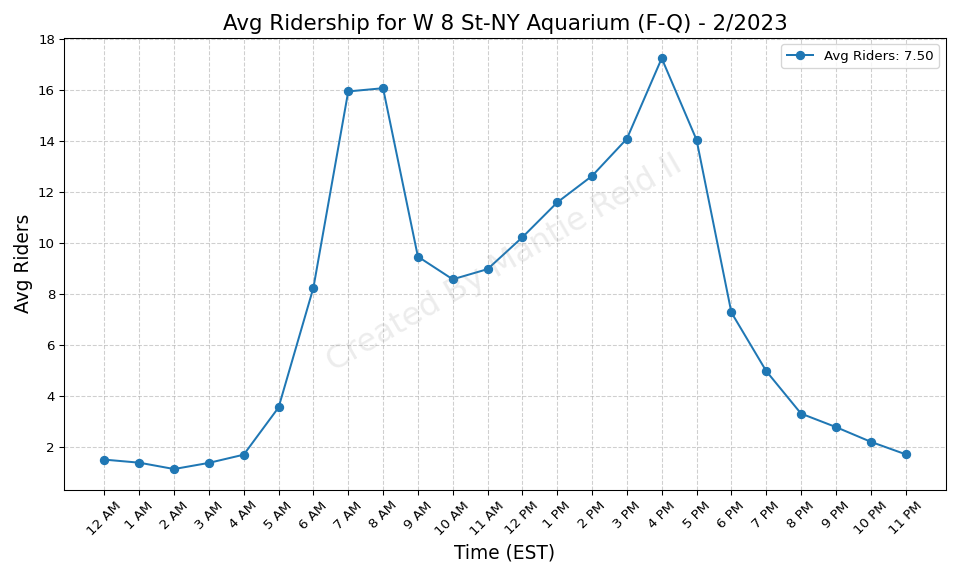 Avg Ridership for W 8 St-NY Aquarium (F-Q) - 2/2023
Avg Riders: 7.50
18
16
14
12
10
8
6
4
2
Avg Riders
Created By Mantie Reid II
12 AM
1 AM
2 AM
3 AM
4 AM
5 AM
6 AM
7 AM
8 AM
9 AM
10 AM
11 AM
12 PM
1 PM
2 PM
3 PM
4 PM
5 PM
6 PM
7 PM
8 PM
9 PM
10 PM
11 PM
Time (EST)